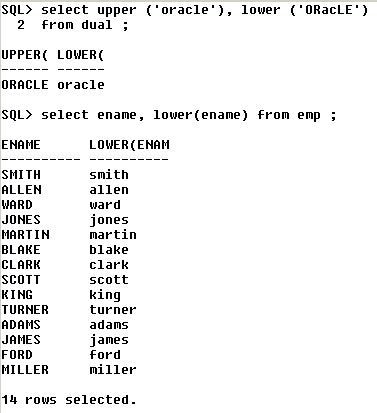 SQL> select upper ('oracle'), lower ('ORacLE')
  2  from dual ;
UPPER( LOWER(
------ ------
ORACLE oracle
SQL> select ename, lower(ename) from emp ;
ENAME      LOWER(ENAM
---------- ----------
SMITH      smith
ALLEN      allen
WARD       ward
JONES      jones
MARTIN     martin
BLAKE      blake
CLARK      clark
SCOTT      scott
KING       king
TURNER     turner
ADAMS      adams
JAMES      james
FORD       ford
MILLER     miller
14 rows selected.